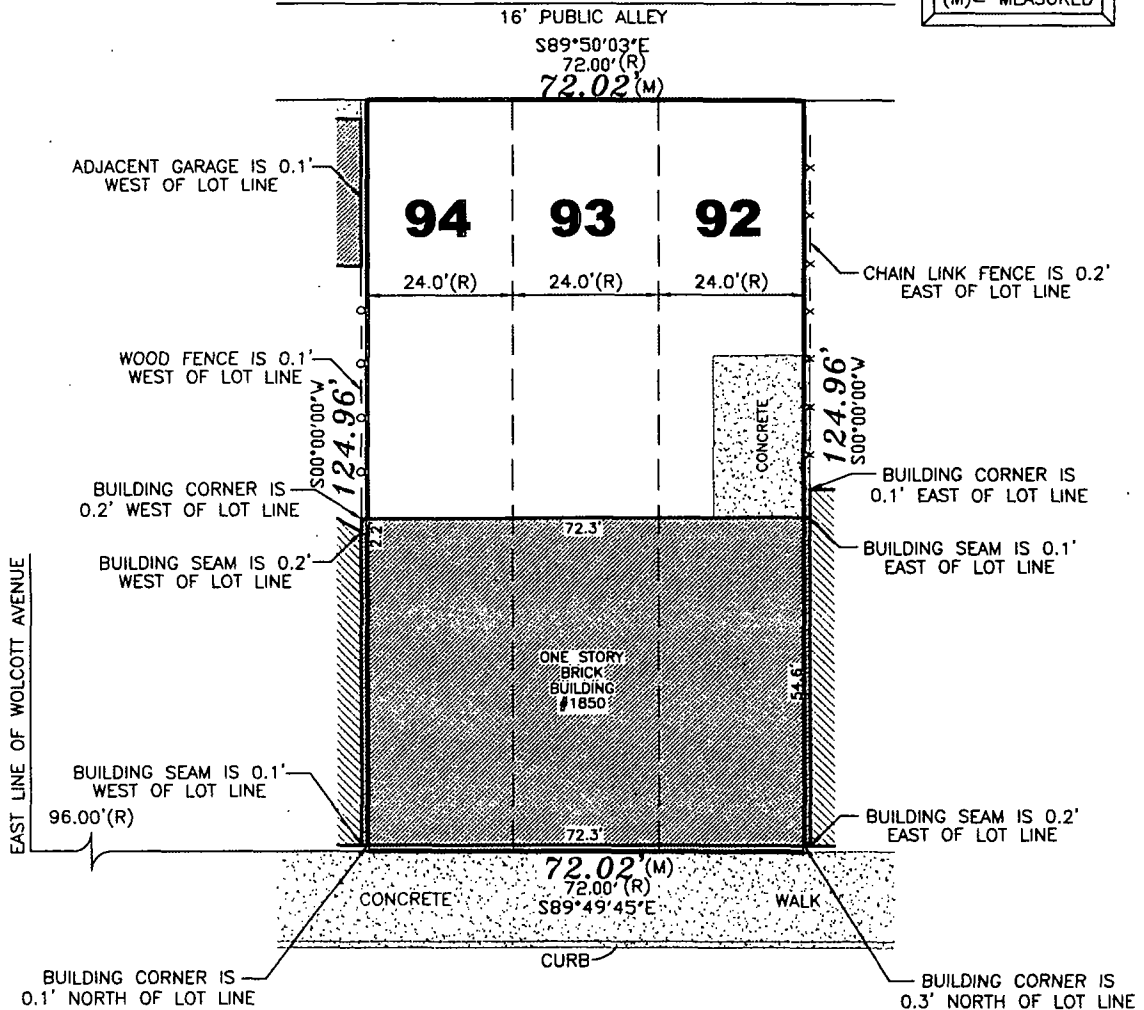 (M)= MEASURED
16' PUBLIC ALLEY
S89°50'03"E
72.00'(R)
72.02'(M)
ADJACENT GARAGE IS 0.1'
WEST OF LOT LINE
94 93 92
24.0'(R) 24.0'(R) 24.0'(R)
CHAIN LINK FENCE IS 0.2'
EAST OF LOT LINE
WOOD FENCE IS 0.1'
WEST OF LOT LINE
S00°00'00"W
124.96'
CONCRETE
124.96'
S00°00'00"W
BUILDING CORNER IS
0.2' WEST OF LOT LINE
BUILDING CORNER IS
0.1' EAST OF LOT LINE
72.3'
2.2'
BUILDING SEAM IS 0.2'
WEST OF LOT LINE
BUILDING SEAM IS 0.1'
EAST OF LOT LINE
EAST LINE OF WOLCOTT AVENUE
ONE STORY
BRICK
BUILDING
#1850
54.6'
BUILDING SEAM IS 0.1'
WEST OF LOT LINE
96.00'(R)
72.3'
BUILDING SEAM IS 0.2'
EAST OF LOT LINE
72.02'(M)
72.00'(R)
S89°49'45"E
CONCRETE WALK
CURB
BUILDING CORNER IS
0.1' NORTH OF LOT LINE
BUILDING CORNER IS
0.3' NORTH OF LOT LINE